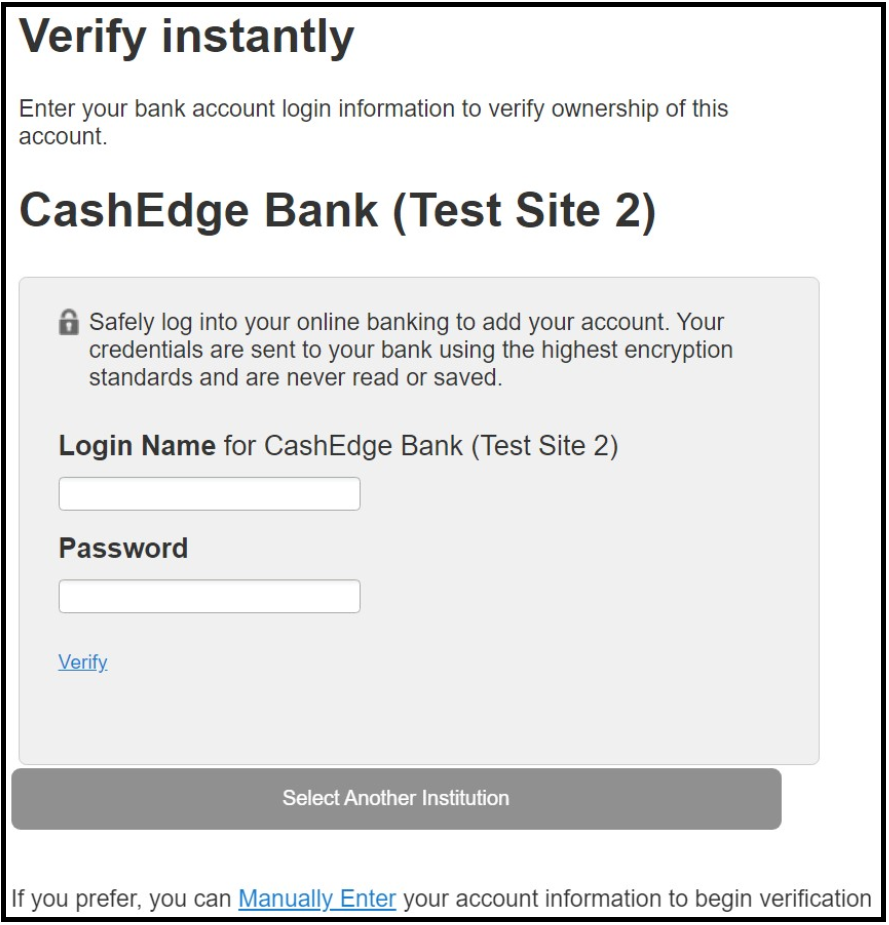 Verify instantly
Enter your bank account login information to verify ownership of this
account.
CashEdge Bank (Test Site 2)
Safely log into your online banking to add your account. Your
credentials are sent to your bank using the highest encryption
standards and are never read or saved.
Login Name for CashEdge Bank (Test Site 2)
Password
Verify
Select Another Institution
If you prefer, you can Manually Enter your account information to begin verification